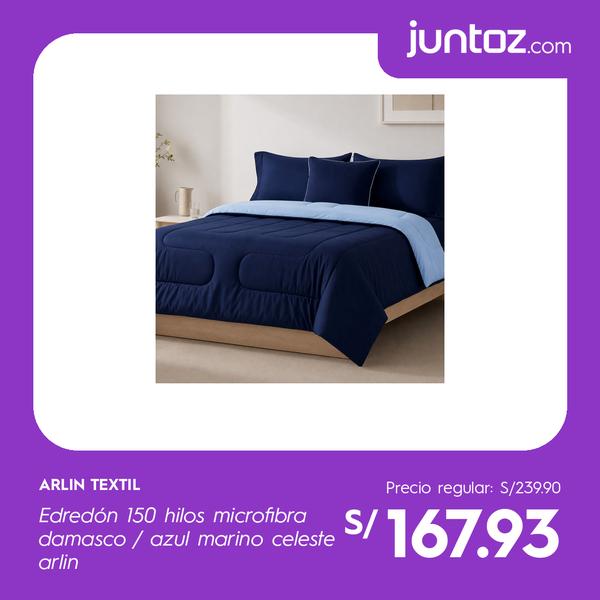 juntoz.com
ARLIN TEXTIL
Edredón 150 hilos microfibra
damasco / azul marino celeste
arlin
Precio regular: S/239.90
S/167.93